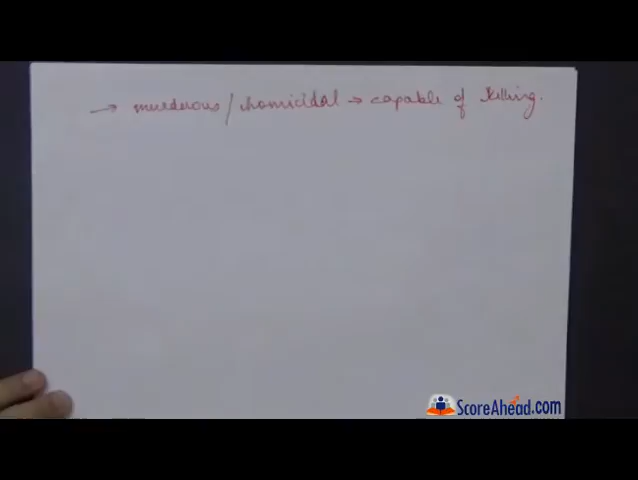 → murderous / homicidal → capable of killing.
ScoreAhead.com